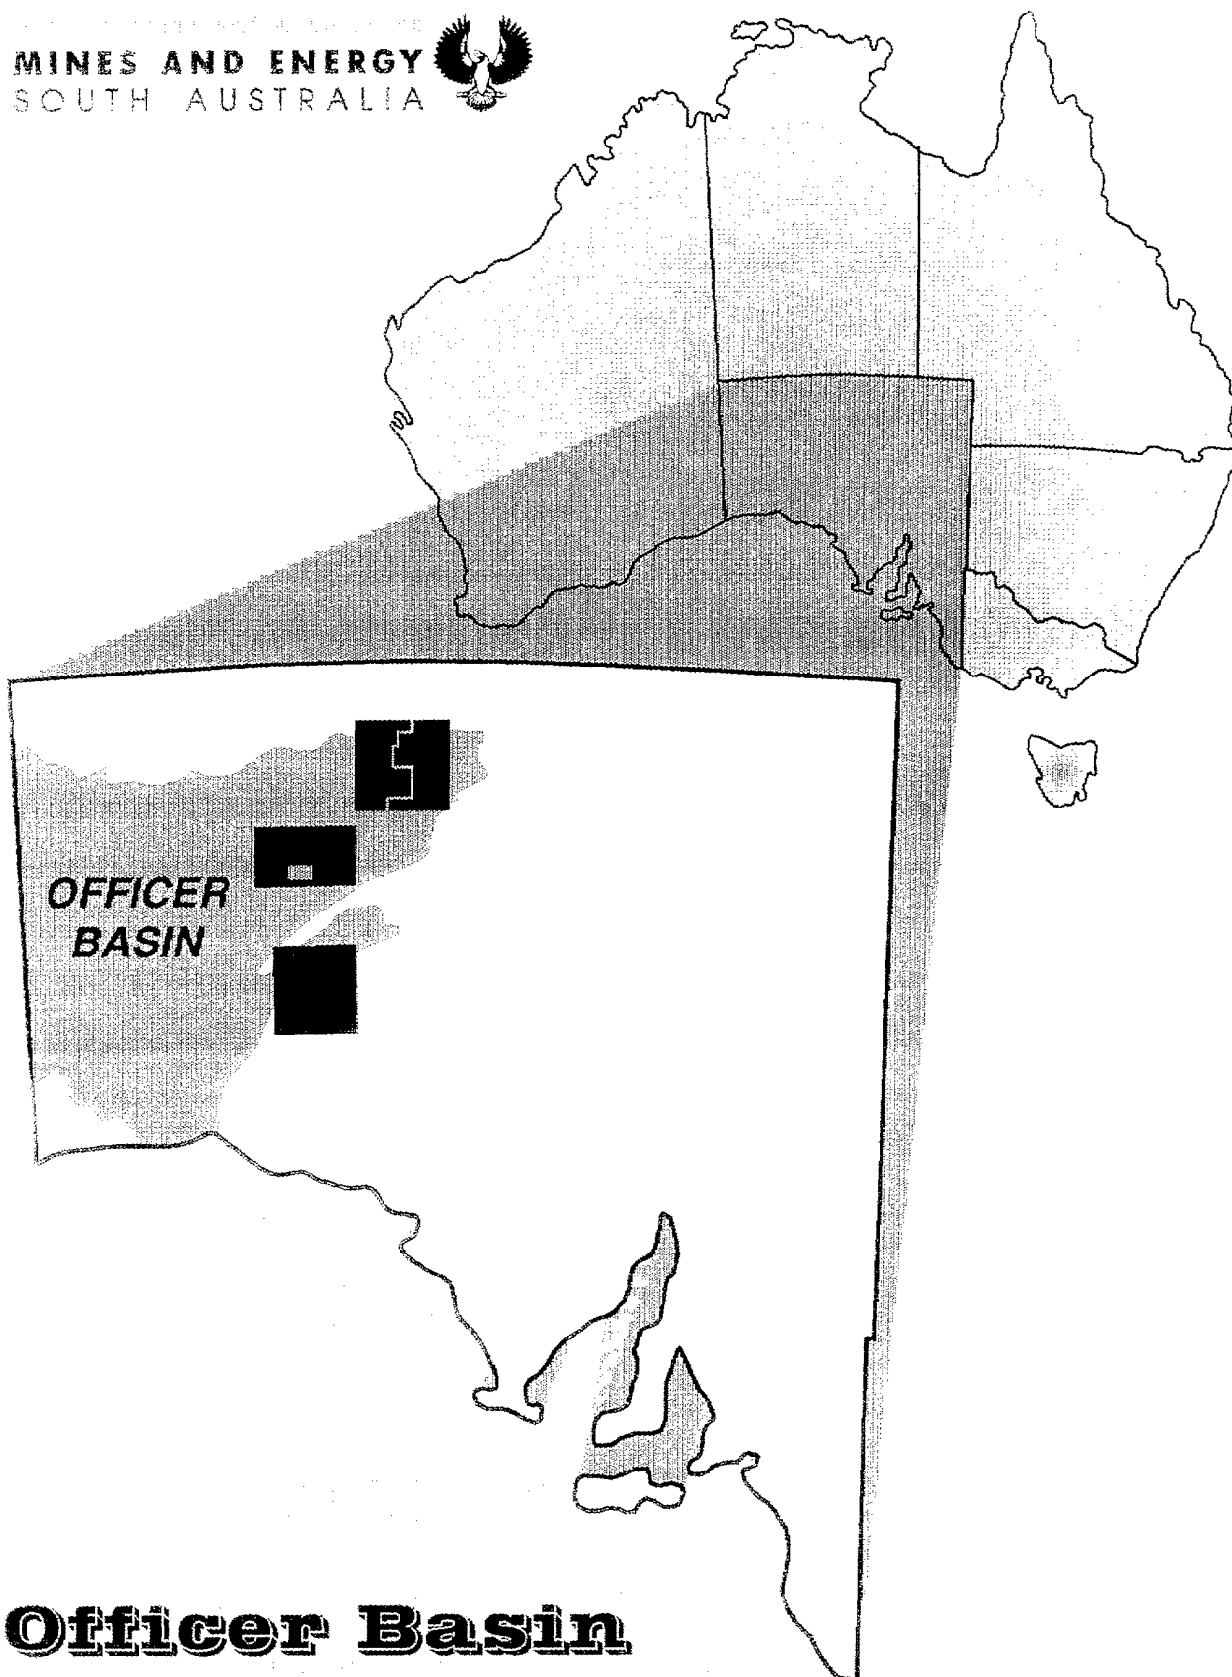 MINES AND ENERGY
SOUTH AUSTRALIA
OFFICER
BASIN
Officer Basin